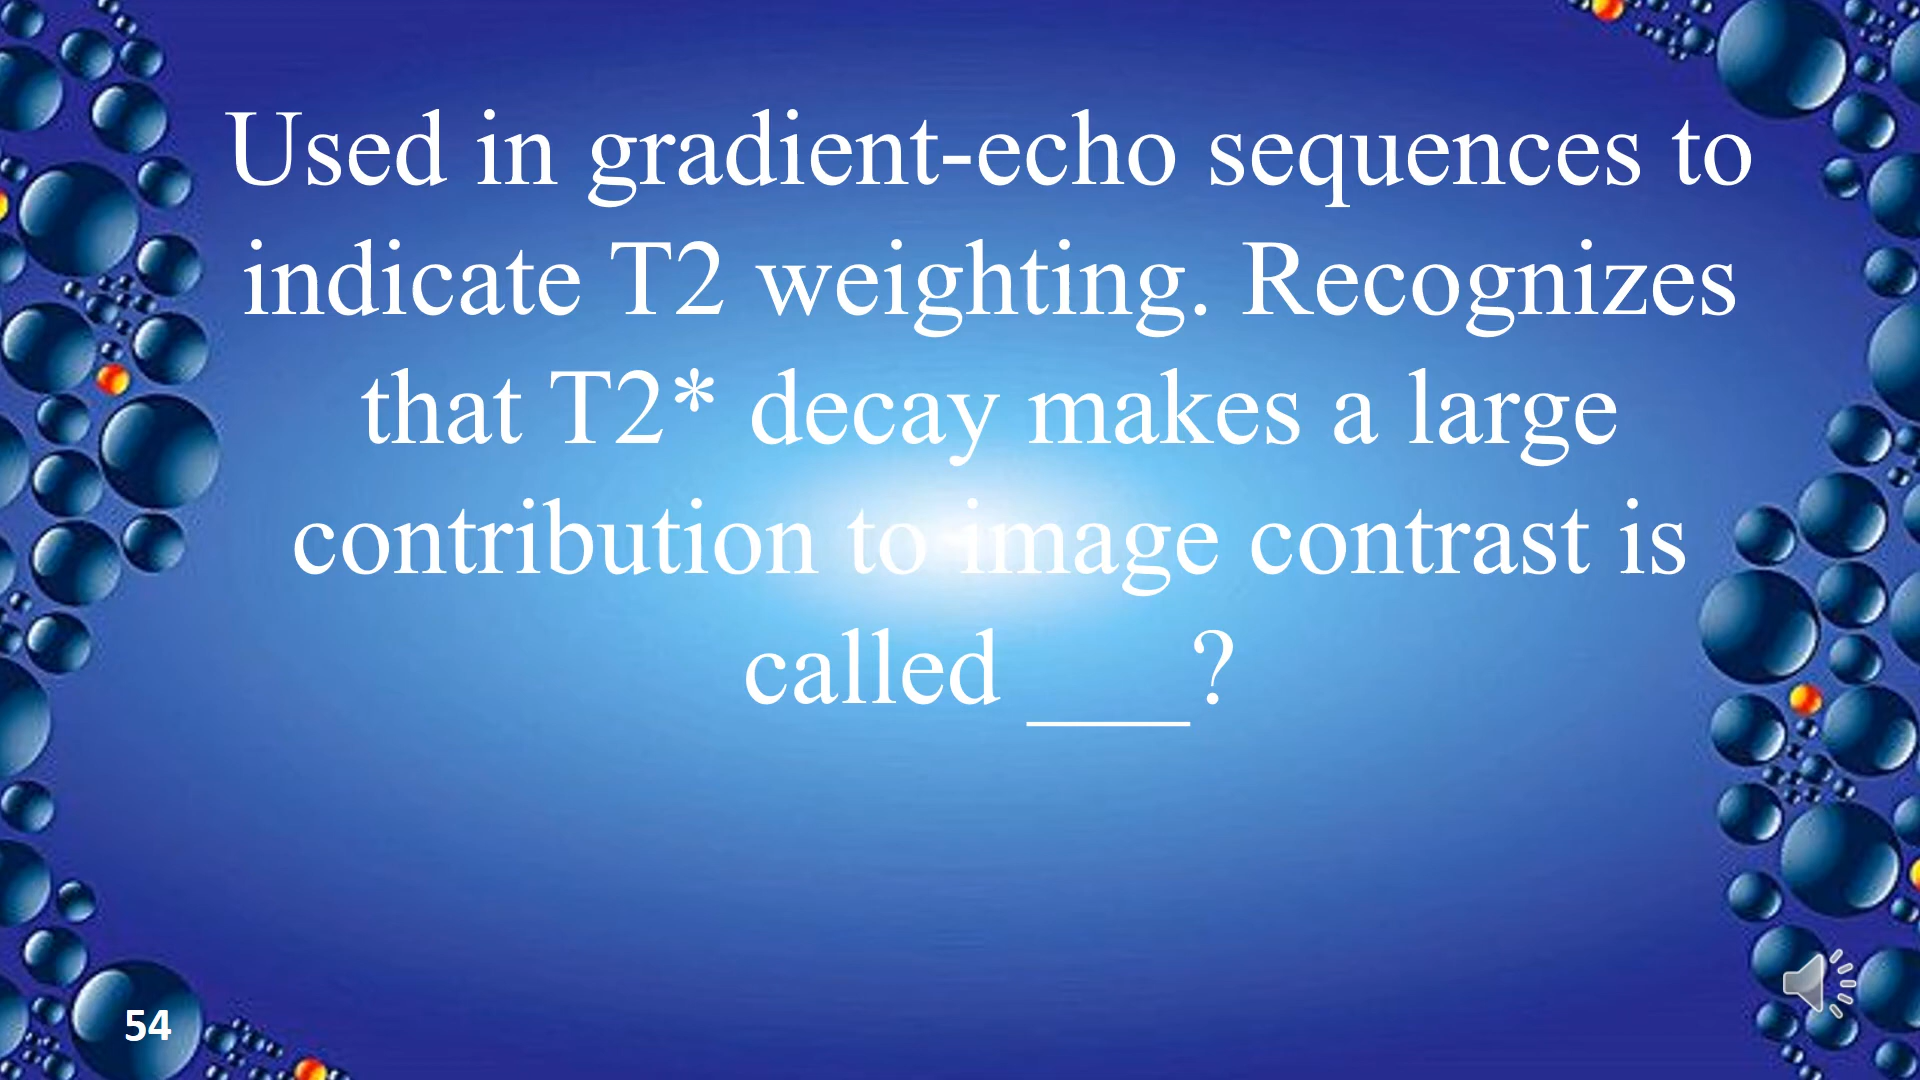 Used in gradient-echo sequences to
indicate T2 weighting. Recognizes
that T2* decay makes a large
contribution to image contrast is
called ___?
54